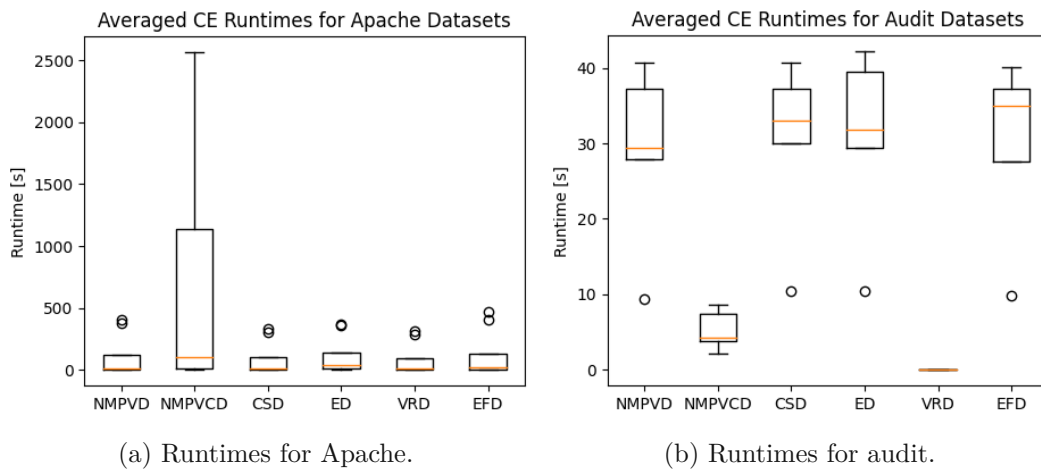 Averaged CE Runtimes for Apache Datasets
Runtime [s]
2500
2000
1500
1000
500
0
NMPVD NMPVCD CSD ED VRD EFD
(a) Runtimes for Apache.
Averaged CE Runtimes for Audit Datasets
Runtime [s]
40
30
20
10
0
NMPVD NMPVCD CSD ED VRD EFD
(b) Runtimes for audit.